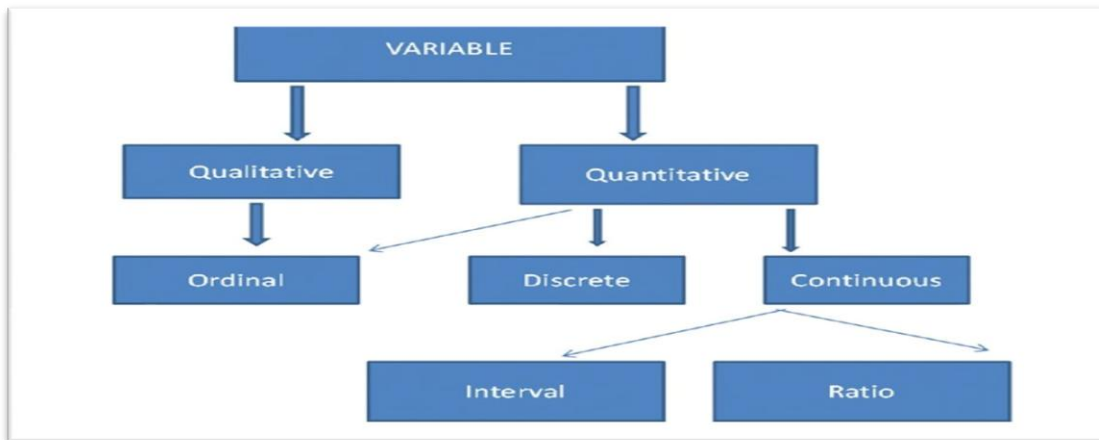 VARIABLE
Qualitative
Quantitative
Ordinal
Discrete
Continuous
Interval
Ratio